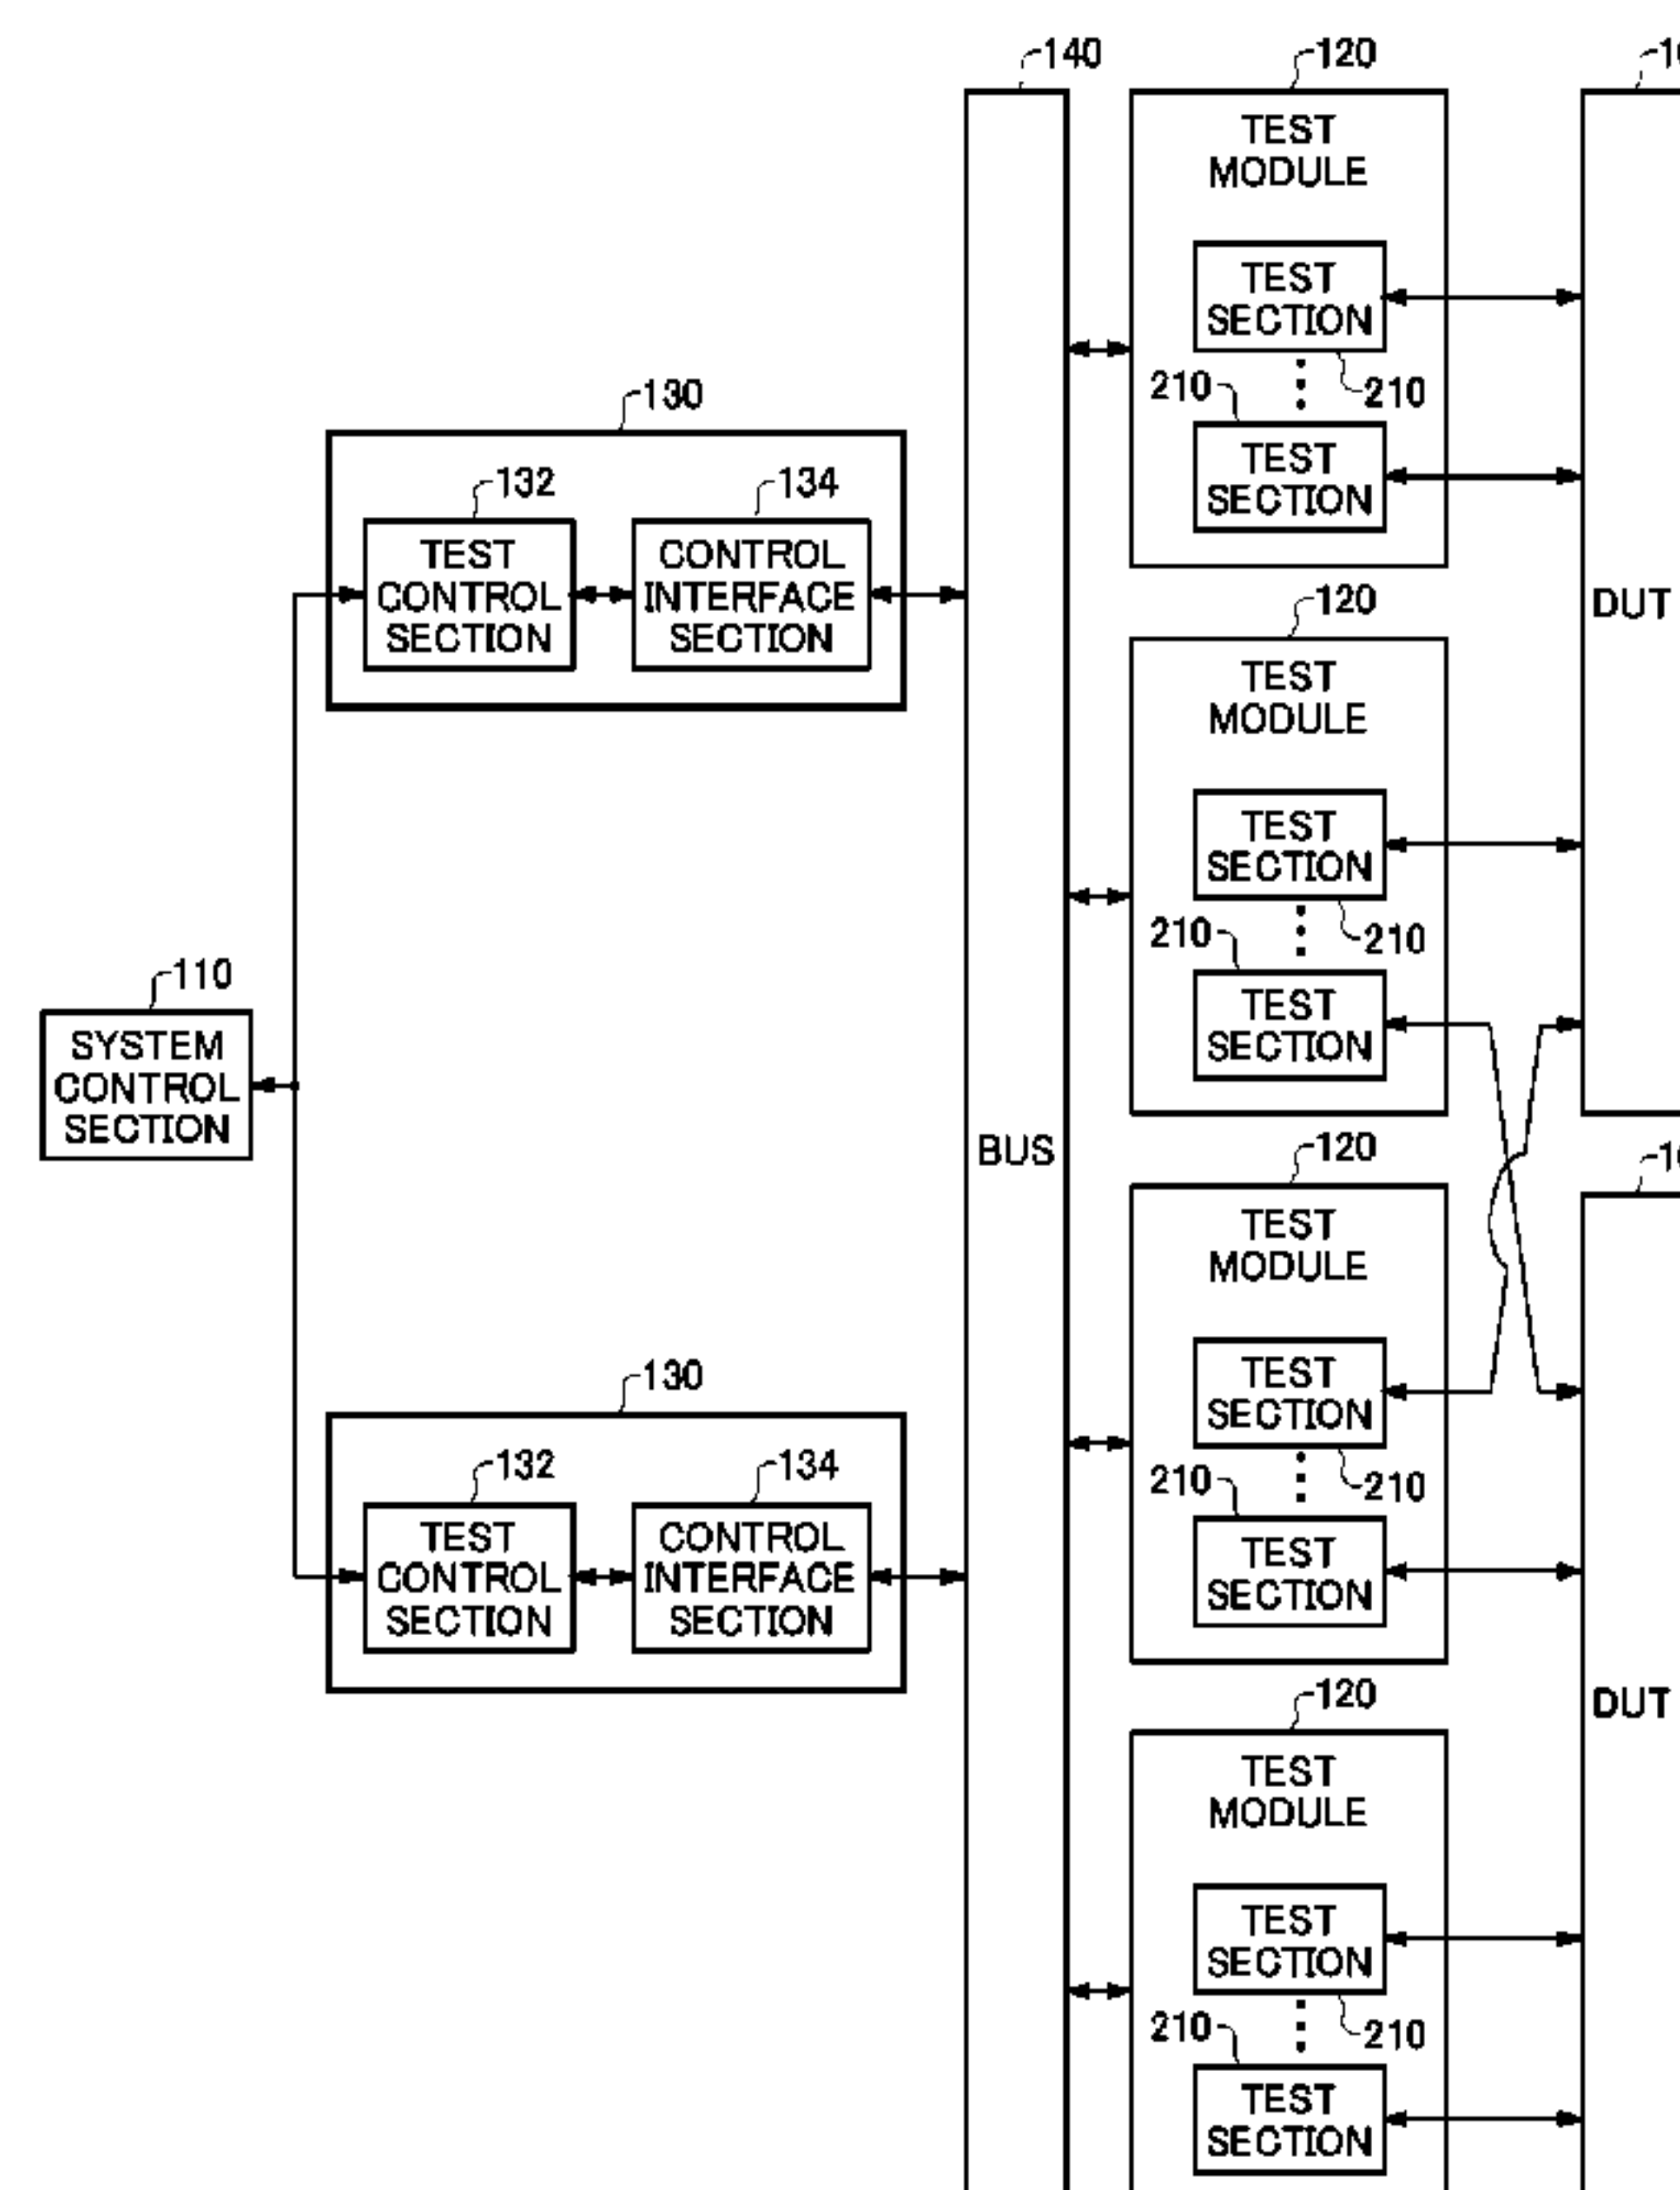 140
120
TEST
MODULE
TEST
SECTION
210
210
TEST
SECTION
130
132
134
TEST
CONTROL
SECTION
CONTROL
INTERFACE
SECTION
120
DUT
TEST
MODULE
TEST
SECTION
210
210
TEST
SECTION
110
SYSTEM
CONTROL
SECTION
BUS
120
TEST
MODULE
TEST
SECTION
210
210
TEST
SECTION
130
132
134
TEST
CONTROL
SECTION
CONTROL
INTERFACE
SECTION
120
DUT
TEST
MODULE
TEST
SECTION
210
210
TEST
SECTION